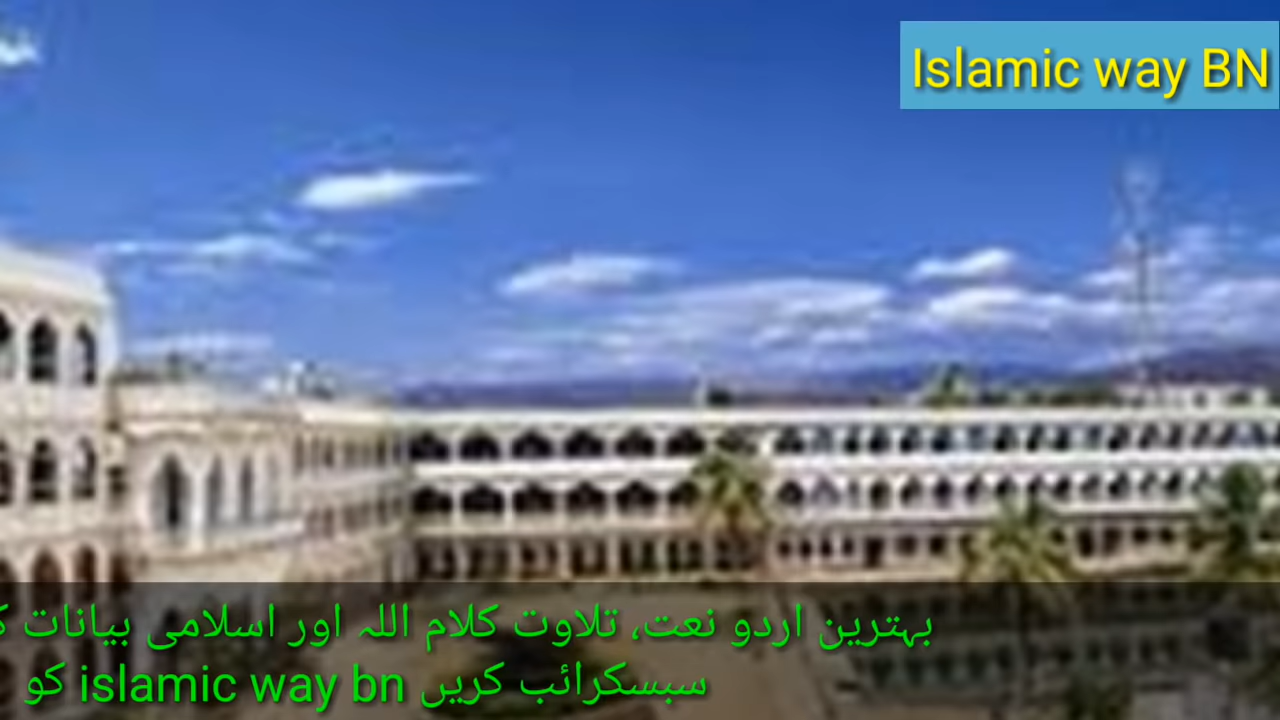 Islamic way BN
بہترین اردو نعت، تلاوت کلام اللہ اور اسلامی بیانات
سبسکرائب کریں islamic way bn کو